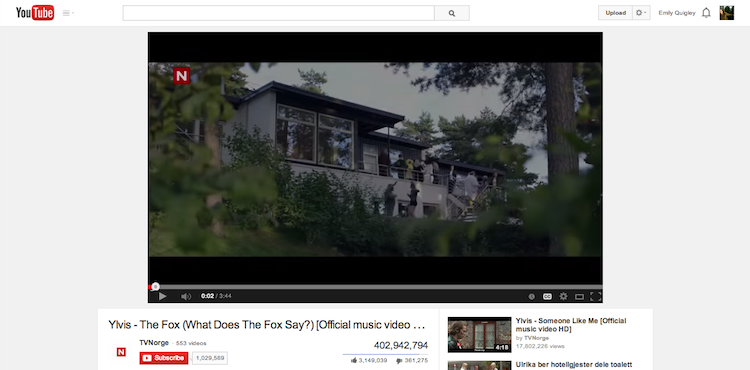 YouTube
Upload
Emily Quigley
N
0:02 / 3:44
CC
Ylvis - The Fox (What Does The Fox Say?) [Official music video ...
N
TVNorge · 553 videos
Subscribe 1,029,569
402,942,794
3,149,039 361,275
4:18
Ylvis - Someone Like Me [Official
music video HD]
by TVNorge
17,802,226 views
Ulrika ber hotellgjester dele toalett